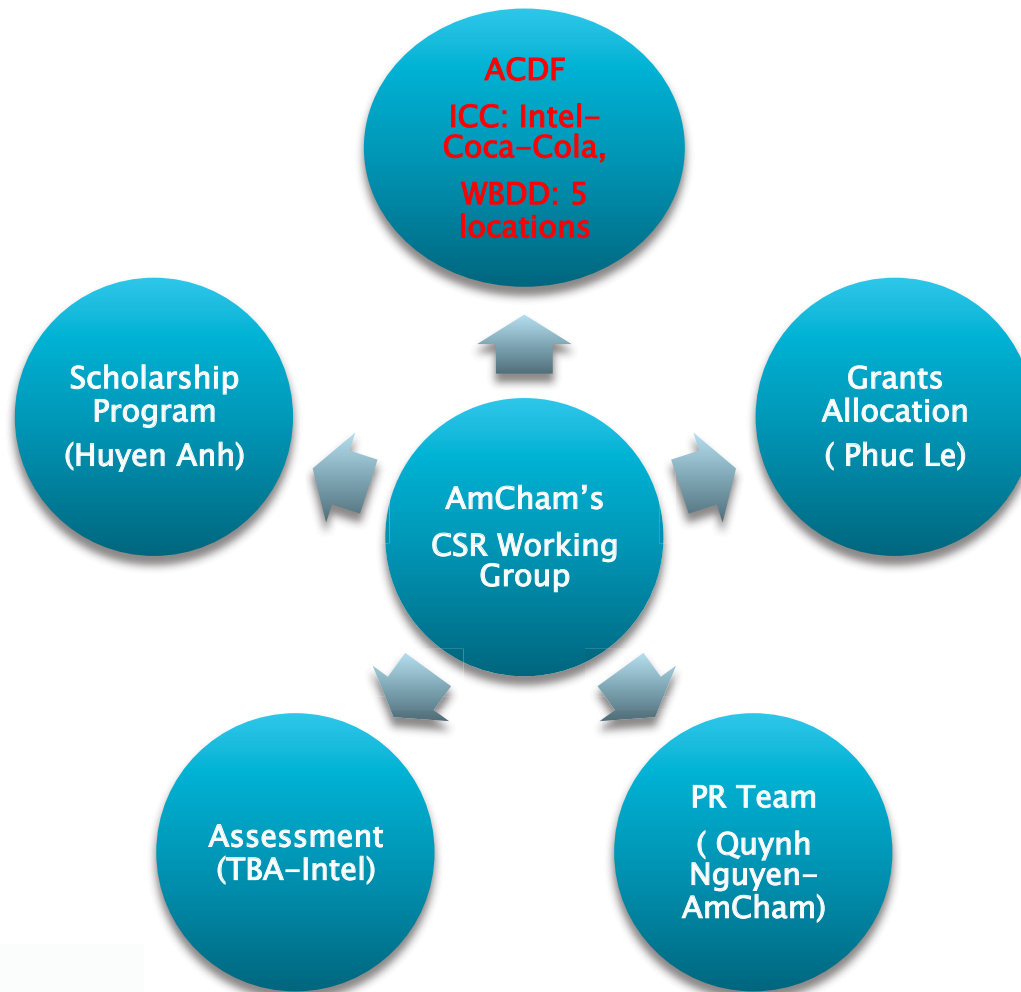 ACDF
ICC: Intel-
Coca-Cola,
WBDD: 5
locations
Scholarship
Program
(Huyen Anh)
Grants
Allocation
( Phuc Le)
AmCham’s
CSR Working
Group
Assessment
(TBA-Intel)
PR Team
( Quynh
Nguyen-
AmCham)